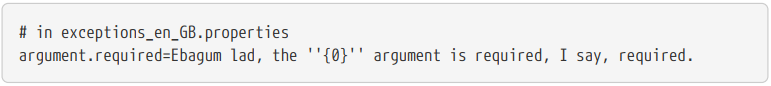 # in exceptions_en_GB.properties
argument.required=Ebagum lad, the ''{0}'' argument is required, I say, required.